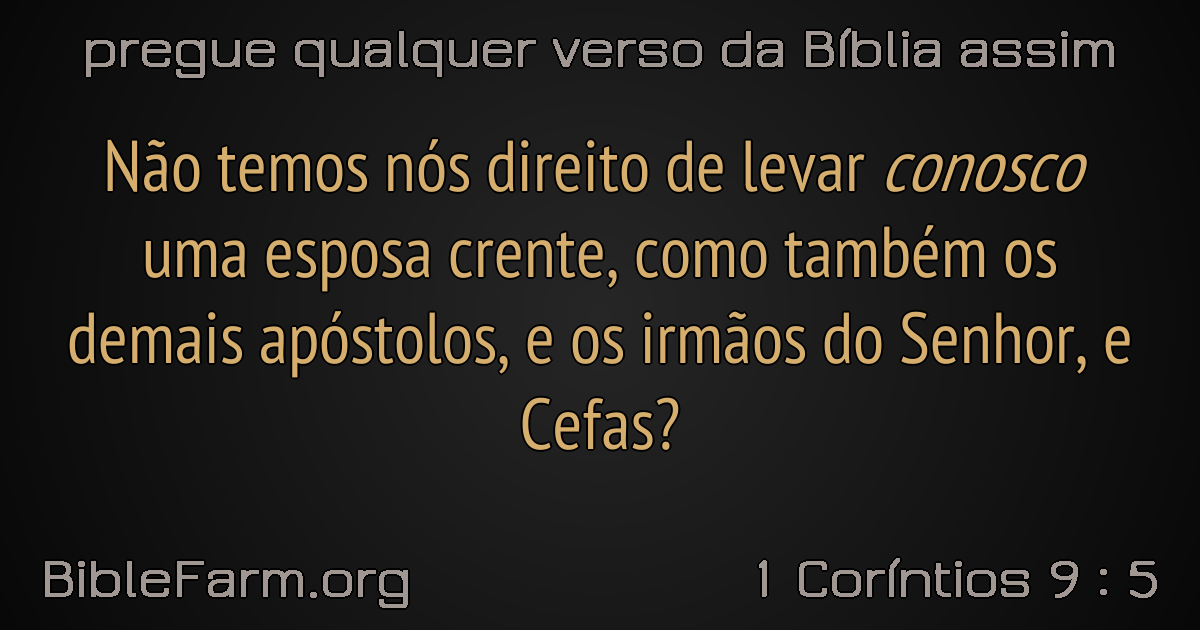 pregue qualquer verso da Bíblia assim
Não temos nós direito de levar conosco
uma esposa crente, como também os
demais apóstolos, e os irmãos do Senhor, e
Cefas?
BibleFarm.org
1 Coríntios 9 : 5